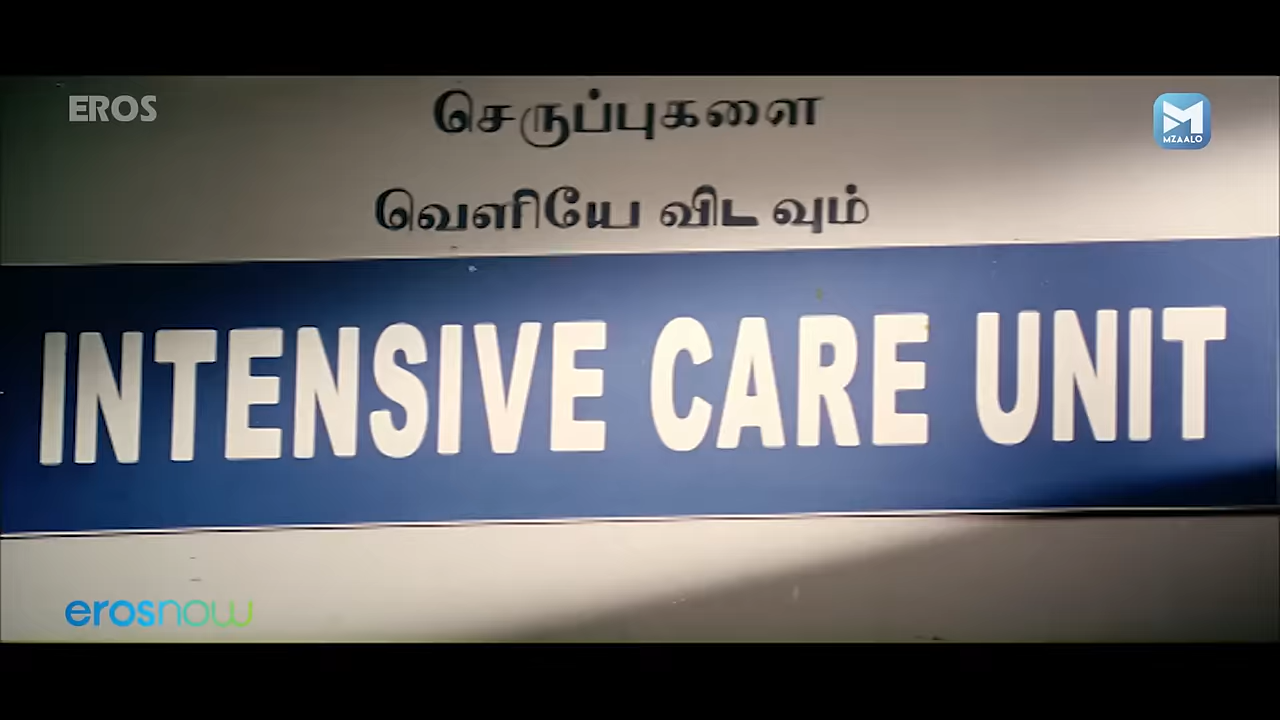 EROS
செருப்புகளை
MZAALO
வெளியே விடவும்
INTENSIVE CARE UNIT
erosnow